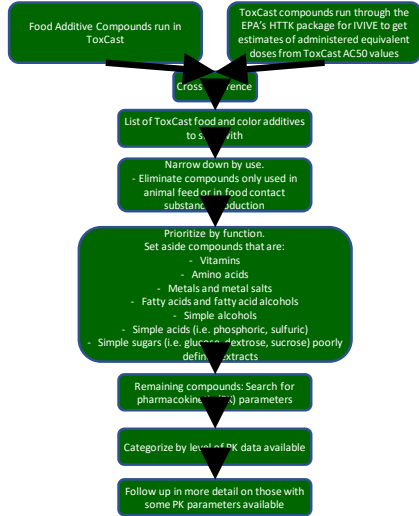 Food Additive Compounds run in
ToxCast
ToxCast compounds run through the
EPA's HTTK package for IVIVE to get
estimates of administered equivalent
doses from ToxCast AC50 values
Cross
List of ToxCast food and color additives
to with
Narrow down by use.
- Eliminate compounds only used in
animal feed or in food contact
Prioritize by function.
Set aside compounds that are:
- Vitamins
- Amino acids
- Metals and metal salts
- Fatty acids and fatty alcohols
- Simple alcohols
- Simple acids (i.e. phosphoric, sulfuric)
- Simple sugars (i.e. glucose, dextrose, sucrose) poorly
extracts
Remaining compounds: Search for
parameters
Categorize by level of PK data available
Follow up in more detail on those with
some PK parameters available